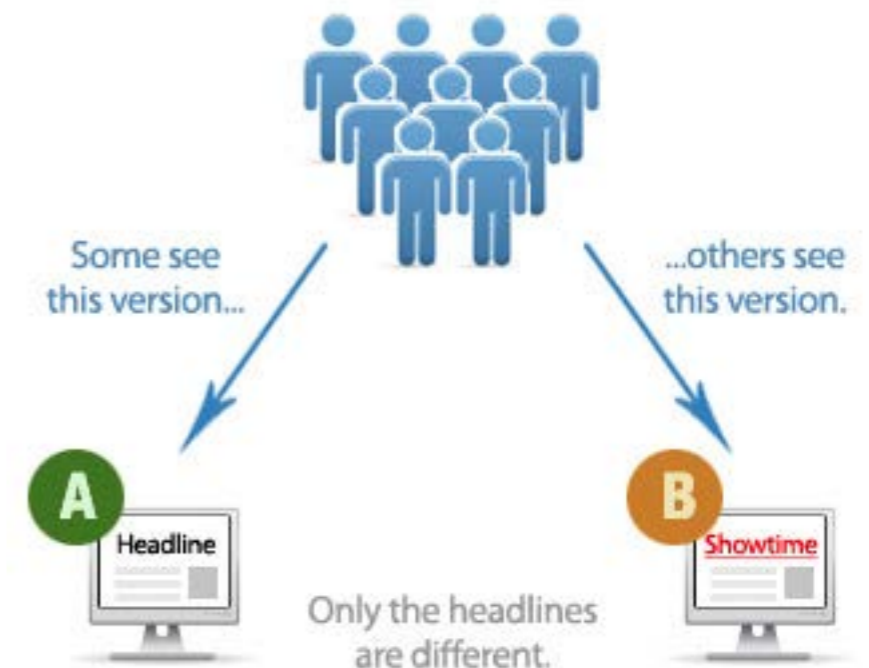 Some see
this version...
...others see
this version.
A
B
Headline
Showtime
Only the headlines
are different.